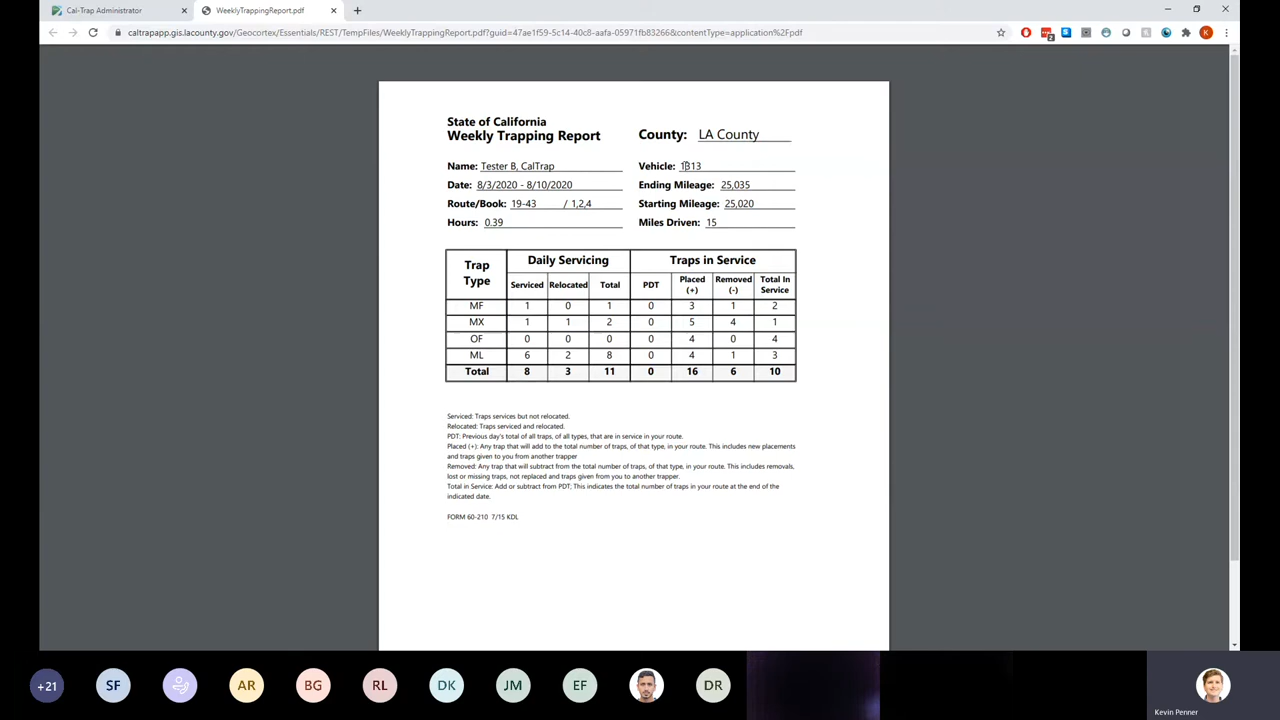 Cal-Trap Administrator
WeeklyTrappingReport.pdf
caltrapapp.gis.lacounty.gov/Geocortex/Essentials/REST/TempFiles/WeeklyTrappingReport.pdf?guid=47ae1f59-5c14-40c8-aafa-05971fb83266&contentType=application%2Fpdf
2
K
State of California
Weekly Trapping Report
County: LA County
Name: Tester B, CalTrap
Vehicle: 1313
Date: 8/3/2020 - 8/10/2020
Ending Mileage: 25,035
Route/Book: 19-43 / 1,2,4
Starting Mileage: 25,020
Hours: 0.39
Miles Driven: 15
Trap Type Daily Servicing Traps in Service
Serviced Relocated Total PDT Placed (+) Removed (-) Total In Service
MF 1 0 1 0 3 1 2
MX 1 1 2 0 5 4 1
OF 0 0 0 0 4 0 4
ML 6 2 8 0 4 1 3
Total 8 3 11 0 16 6 10
Serviced: Traps services but not relocated.
Relocated: Traps serviced and relocated.
PDT: Previous day's total of all traps, of all types, that are in service in your route.
Placed (+): Any trap that will add to the total number of traps, of that type, in your route. This includes new placements
and traps given to you from another trapper
Removed: Any trap that will subtract from the total number of traps, of that type, in your route. This includes removals,
lost or missing traps, not replaced and traps given from you to another trapper.
Total in Service: Add or subtract from PDT; This indicates the total number of traps in your route at the end of the
indicated date.
FORM 60-210 7/15 KDL
+21 SF AR BG RL DK JM EF DR
Kevin Penner